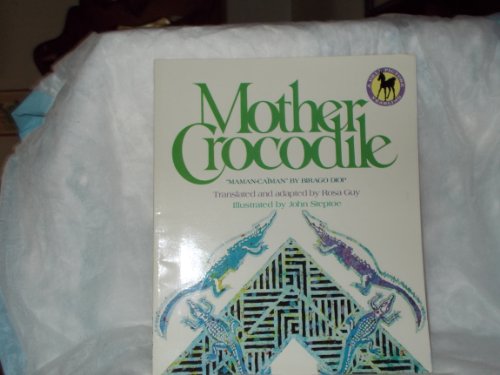 Mother
Crocodile
"MAMAN-CAÏMAN" BY BIRAGO DIOP
Translated and adapted by Rosa Guy
Illustrated by John Steptoe